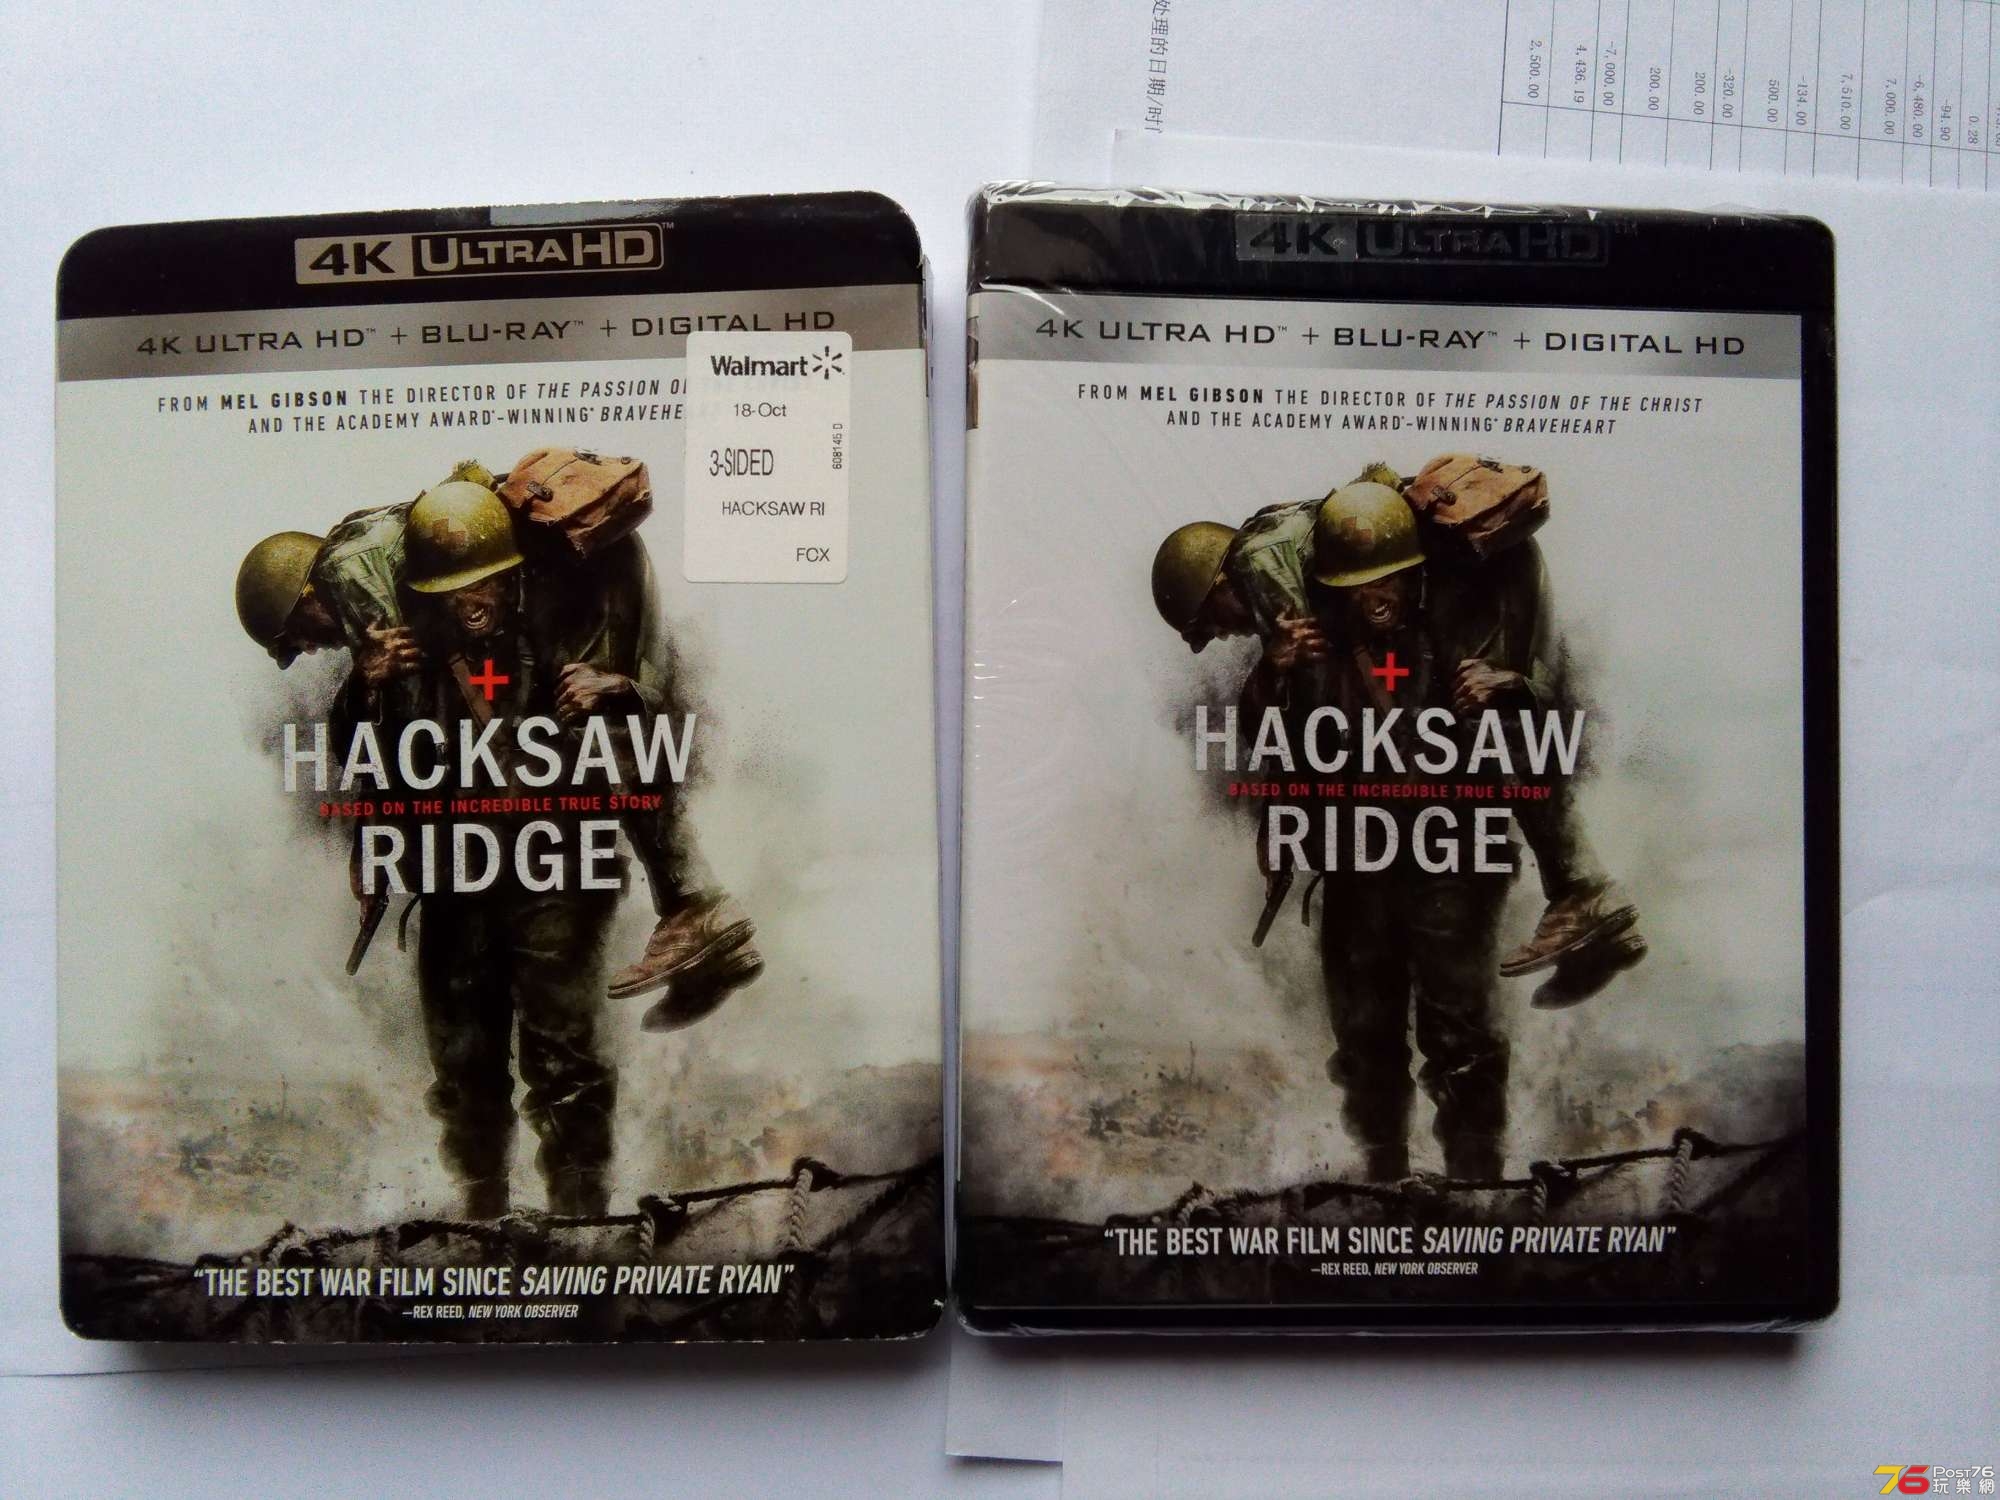 处理的日期/时
2,500.00
4,436.19
-7,000.00
200.00
200.00
-320.00
500.00
-134.00
7,510.00
7,000.00
-6,480.00
-94.90
0.28
4K ULTRA HD™
4K ULTRA HD™ + BLU-RAY™ + DIGITAL HD
Walmart
18-Oct
3-SIDED
608145 D
HACKSAW RI
FCX
FROM MEL GIBSON THE DIRECTOR OF THE PASSION O
AND THE ACADEMY AWARD®-WINNING* BRAVEHE
HACKSAW
BASED ON THE INCREDIBLE TRUE STORY
RIDGE
“THE BEST WAR FILM SINCE SAVING PRIVATE RYAN”
–REX REED, NEW YORK OBSERVER
4K ULTRA HD™
4K ULTRA HD™ + BLU-RAY™ + DIGITAL HD
FROM MEL GIBSON THE DIRECTOR OF THE PASSION OF THE CHRIST
AND THE ACADEMY AWARD®-WINNING* BRAVEHEART
HACKSAW
BASED ON THE INCREDIBLE TRUE STORY
RIDGE
“THE BEST WAR FILM SINCE SAVING PRIVATE RYAN”
–REX REED, NEW YORK OBSERVER
76 POST76
玩樂網